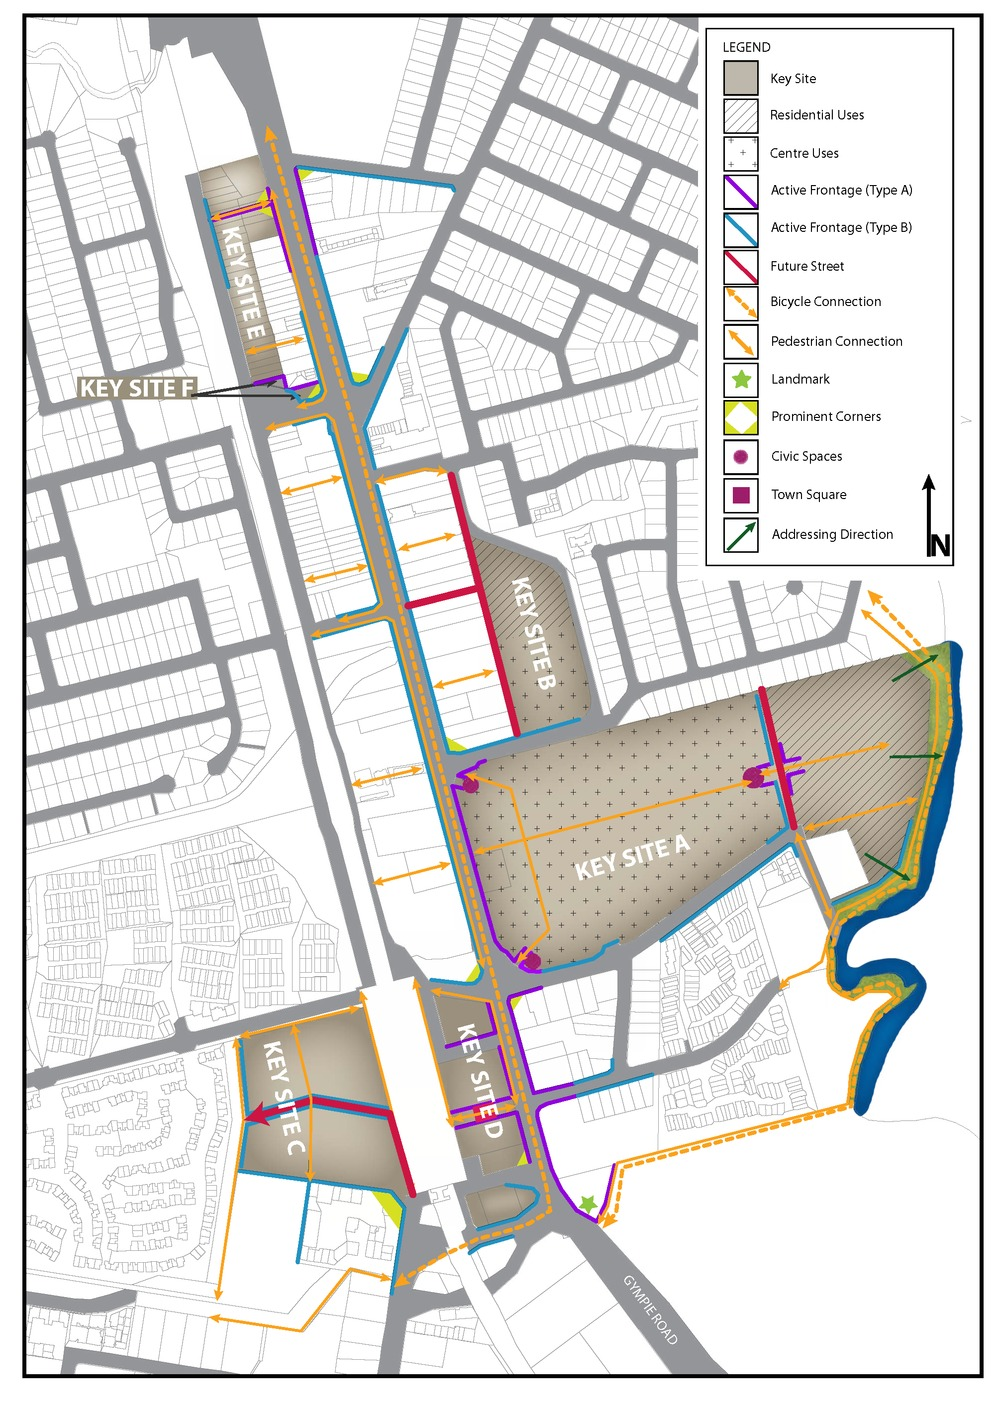 LEGEND
Key Site
Residential Uses
Centre Uses
Active Frontage (Type A)
Active Frontage (Type B)
Future Street
Bicycle Connection
Pedestrian Connection
Landmark
Prominent Corners
Civic Spaces
Town Square
Addressing Direction
N
KEY SITE E
KEY SITE F
KEY SITE B
KEY SITE A
KEY SITE D
KEY SITE C
GYMPIE ROAD